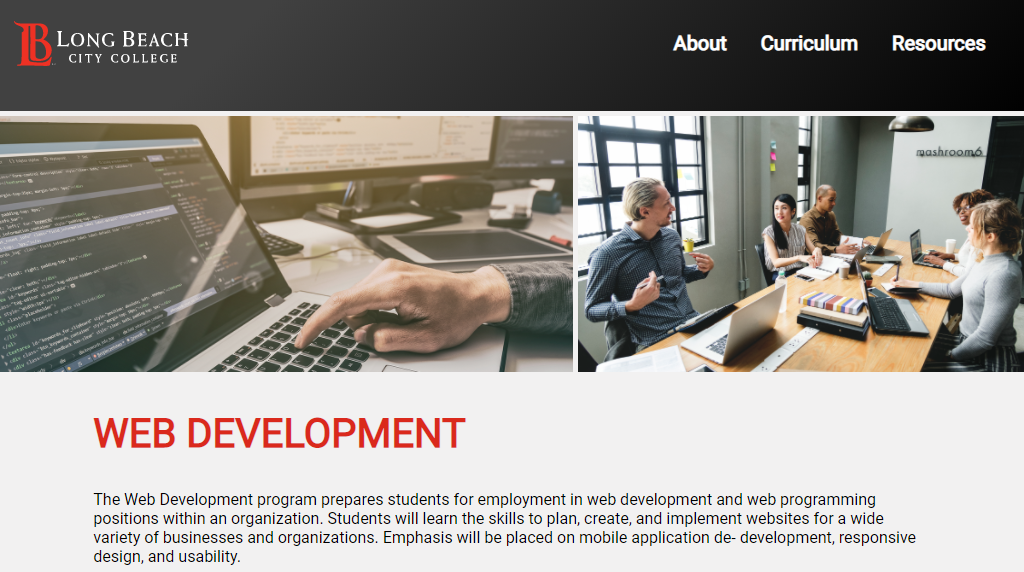 LONG BEACH
CITY COLLEGE
About
Curriculum
Resources
mashroom6
WEB DEVELOPMENT
The Web Development program prepares students for employment in web development and web programming
positions within an organization. Students will learn the skills to plan, create, and implement websites for a wide
variety of businesses and organizations. Emphasis will be placed on mobile application de- development, responsive
design, and usability.